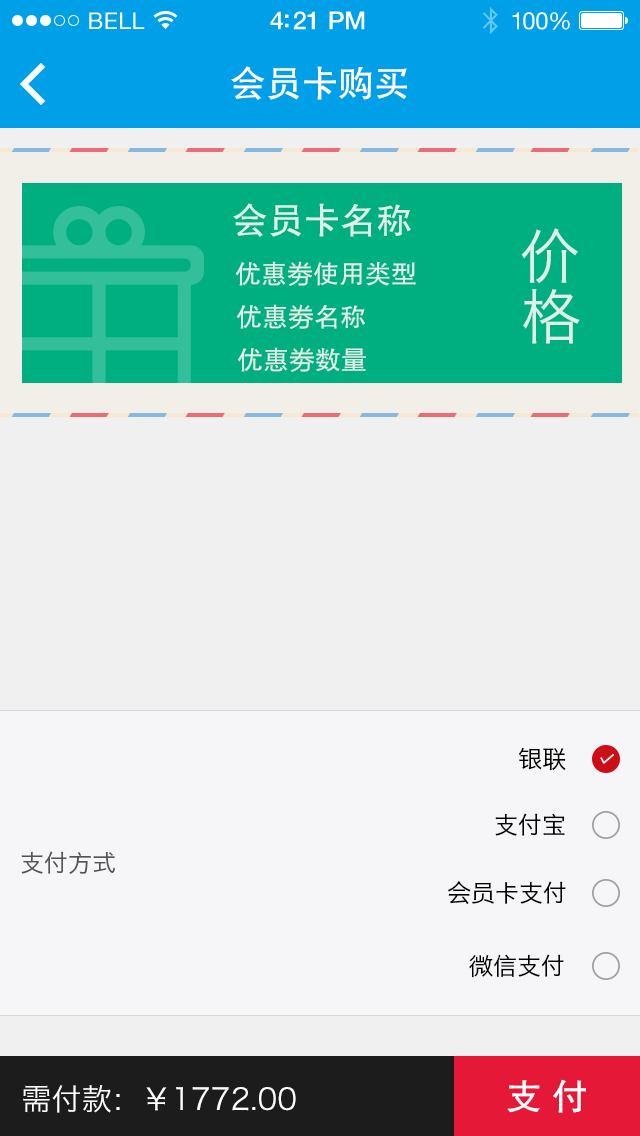 BELL 4:21 PM 100%
会员卡购买
会员卡名称
优惠券使用类型
优惠券名称
优惠券数量
价格
银联
支付宝
支付方式
会员卡支付
微信支付
需付款：￥1772.00
支 付